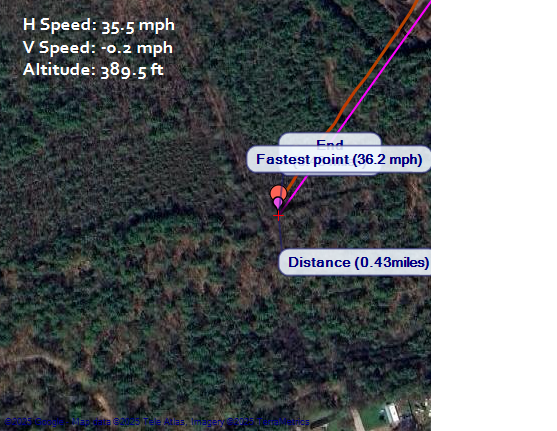 H Speed: 35.5 mph
V Speed: -0.2 mph
Altitude: 389.5 ft
End
Fastest point (36.2 mph)
Distance (0.43miles)